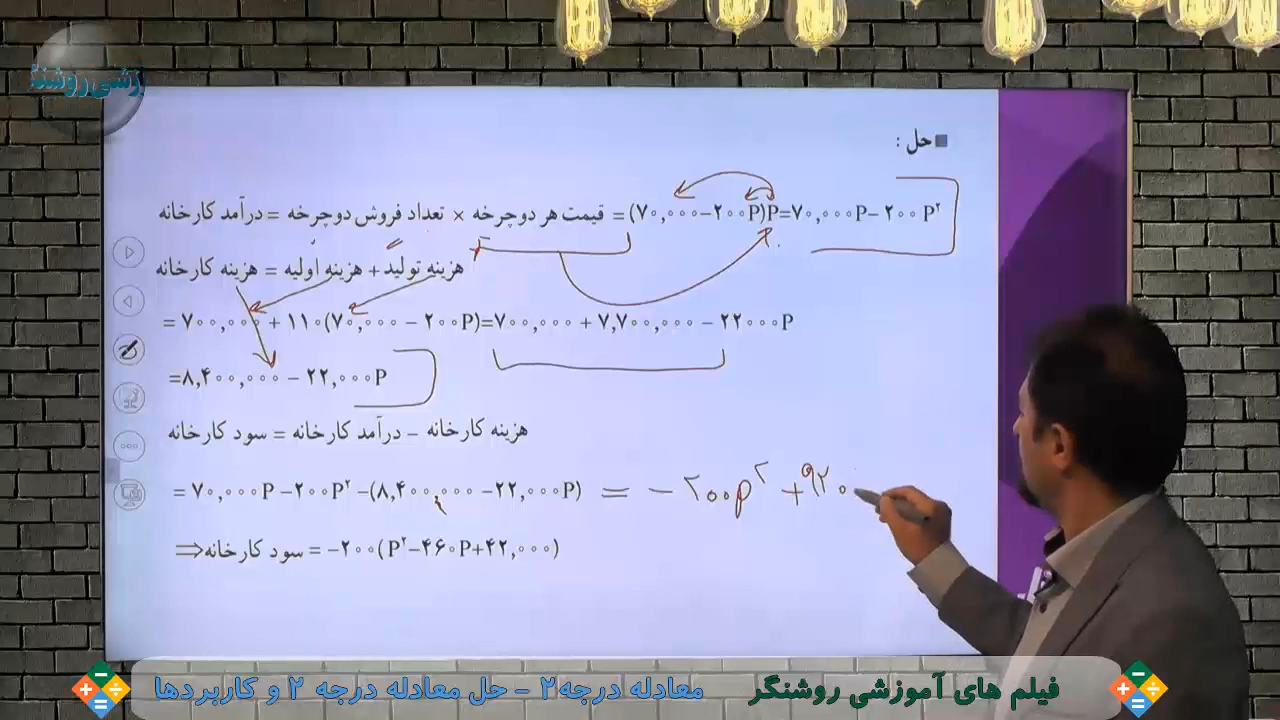 رشی روشنگ
حل :
درآمد کارخانه = تعداد فروش دوچرخه × قیمت هر دوچرخه = (۷۰,۰۰۰-۲۰۰P)P=۷۰,۰۰۰P-۲۰۰P²
هزینه کارخانه = هزینه اولیه + هزینه تولید
= ۷۰۰,۰۰۰ + ۱۱۰(۷۰,۰۰۰ - ۲۰۰P)=۷۰۰,۰۰۰ + ۷,۷۰۰,۰۰۰ - ۲۲۰۰۰P
=۸,۴۰۰,۰۰۰ - ۲۲,۰۰۰P
سود کارخانه = درآمد کارخانه - هزینه کارخانه
= ۷۰,۰۰۰P -۲۰۰P² -(۸,۴۰۰,۰۰۰ -۲۲,۰۰۰P) = -۲۰۰p² +۹۲۰
⇒سود کارخانه = -۲۰۰(P²-۴۶۰P+۴۲,۰۰۰)
فیلم های آموزشی روشنگر معادله درجه۲ - حل معادله درجه ۲ و کاربردها